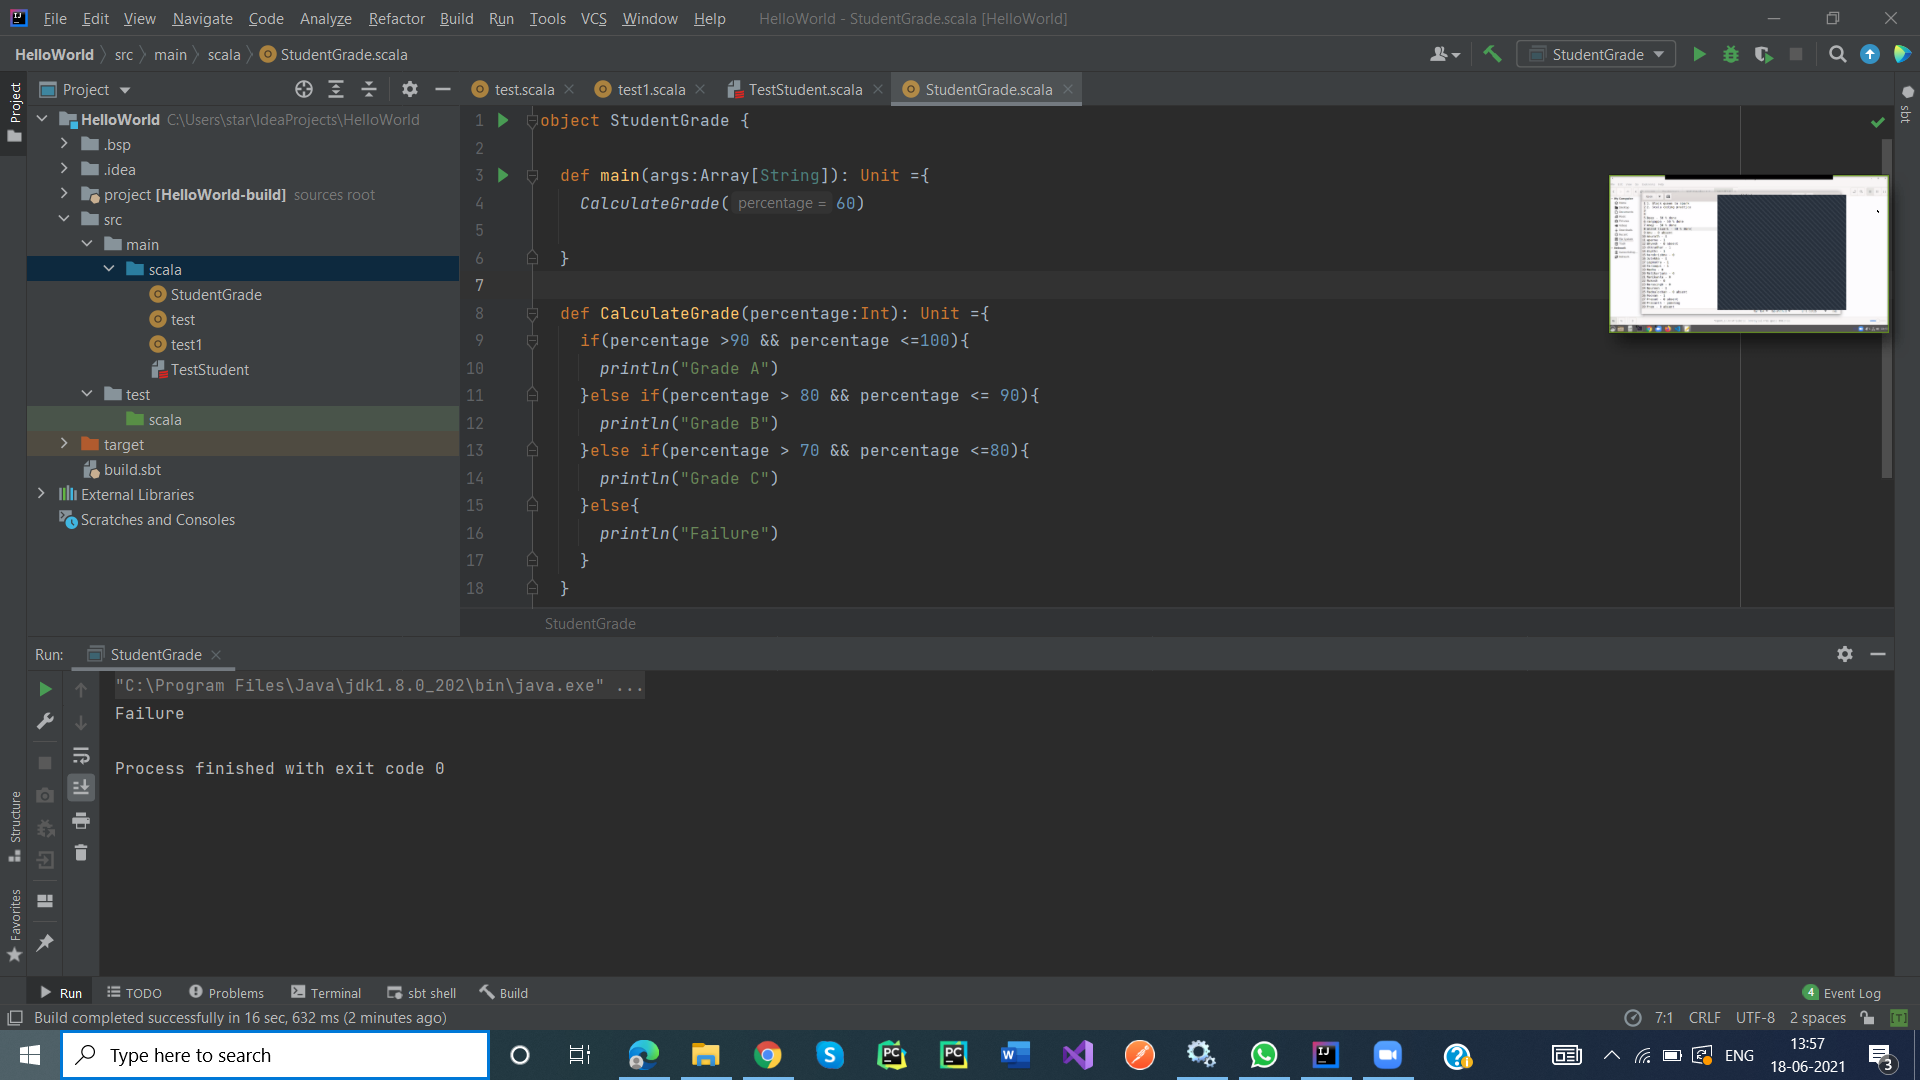 File Edit View Navigate Code Analyze Refactor Build Run Tools VCS Window Help HelloWorld - StudentGrade.scala [HelloWorld]
HelloWorld src main scala StudentGrade.scala StudentGrade
Project test.scala test1.scala TestStudent.scala StudentGrade.scala
Project
HelloWorld C:\Users\star\IdeaProjects\HelloWorld
.bsp
.idea
project [HelloWorld-build] sources root
src
main
scala
StudentGrade
test
test1
TestStudent
test
scala
target
build.sbt
External Libraries
Scratches and Consoles
1 object StudentGrade {
2
3 def main(args:Array[String]): Unit ={
4 CalculateGrade( percentage = 60)
5
6 }
7
8 def CalculateGrade(percentage:Int): Unit ={
9 if(percentage >90 && percentage <=100){
10 println("Grade A")
11 }else if(percentage > 80 && percentage <= 90){
12 println("Grade B")
13 }else if(percentage > 70 && percentage <=80){
14 println("Grade C")
15 }else{
16 println("Failure")
17 }
18 }
StudentGrade
sbt
Run: StudentGrade
"C:\Program Files\Java\jdk1.8.0_202\bin\java.exe" ...
Failure
Process finished with exit code 0
Structure
Favorites
Run TODO Problems Terminal sbt shell Build 4 Event Log
Build completed successfully in 16 sec, 632 ms (2 minutes ago) 7:1 CRLF UTF-8 2 spaces [T]
Type here to search ENG 13:57
18-06-2021 3